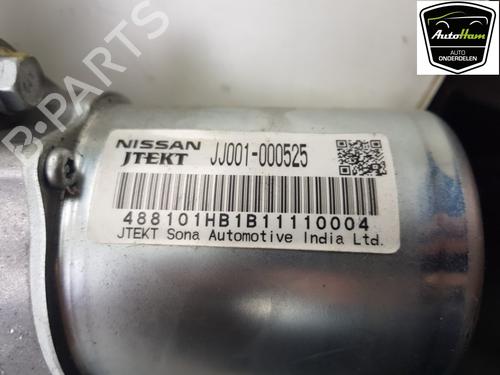 AutoHam
AUTO
ONDERDELEN
B-PARTS
NISSAN
JTEKT
JJ001-000525
488101HB1B11110004
JTEKT Sona Automotive India Ltd.